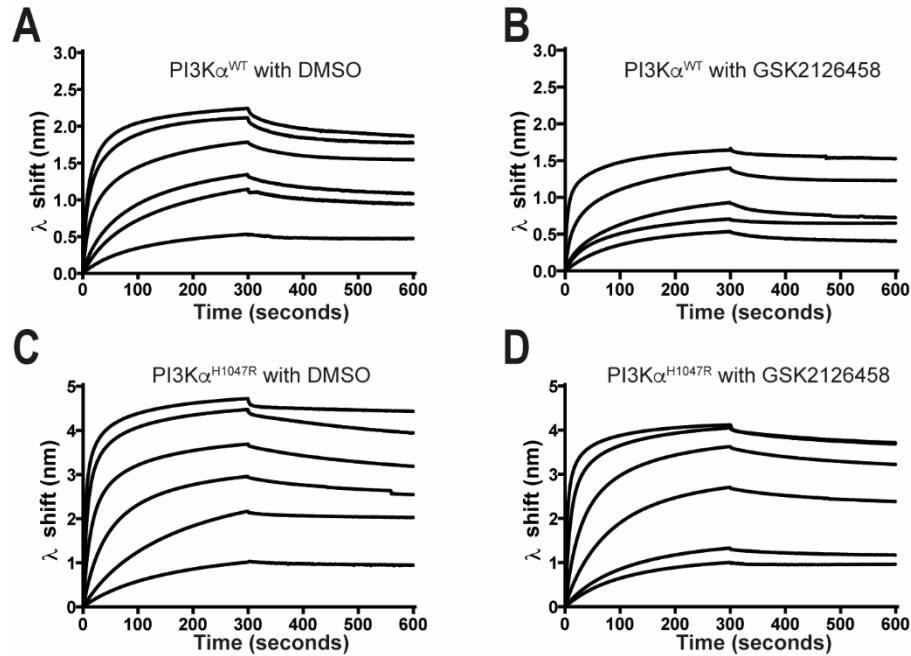 A
PI3Kα^WT with DMSO
λ shift (nm)
3.0
2.5
2.0
1.5
1.0
0.5
0.0
0 100 200 300 400 500 600
Time (seconds)
B
PI3Kα^WT with GSK2126458
λ shift (nm)
3.0
2.5
2.0
1.5
1.0
0.5
0.0
0 100 200 300 400 500 600
Time (seconds)
C
PI3Kα^H1047R with DMSO
λ shift (nm)
5
4
3
2
1
0
0 100 200 300 400 500 600
Time (seconds)
D
PI3Kα^H1047R with GSK2126458
λ shift (nm)
5
4
3
2
1
0
0 100 200 300 400 500 600
Time (seconds)